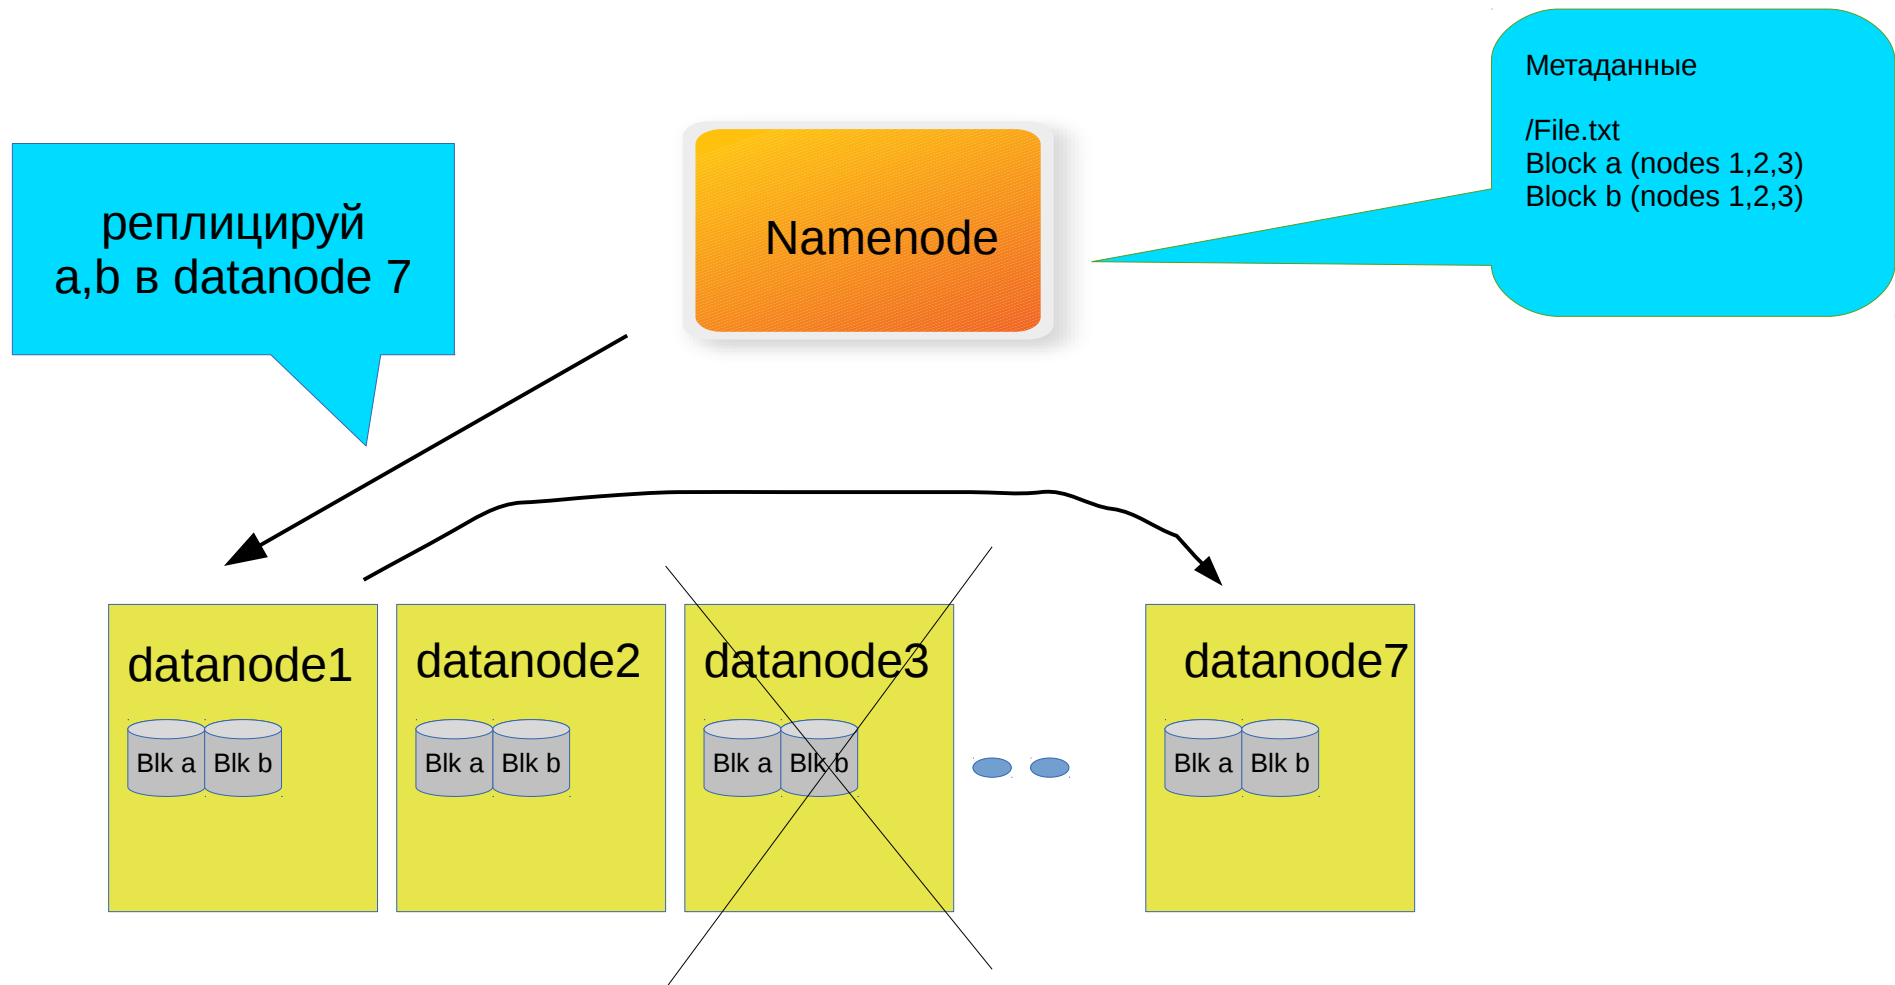 Метаданные
/File.txt
Block a (nodes 1,2,3)
Block b (nodes 1,2,3)
реплицируй
a,b в datanode 7
Namenode
datanode1
datanode2
datanode3
datanode7
Blk a
Blk b
Blk a
Blk b
Blk a
Blk b
Blk a
Blk b